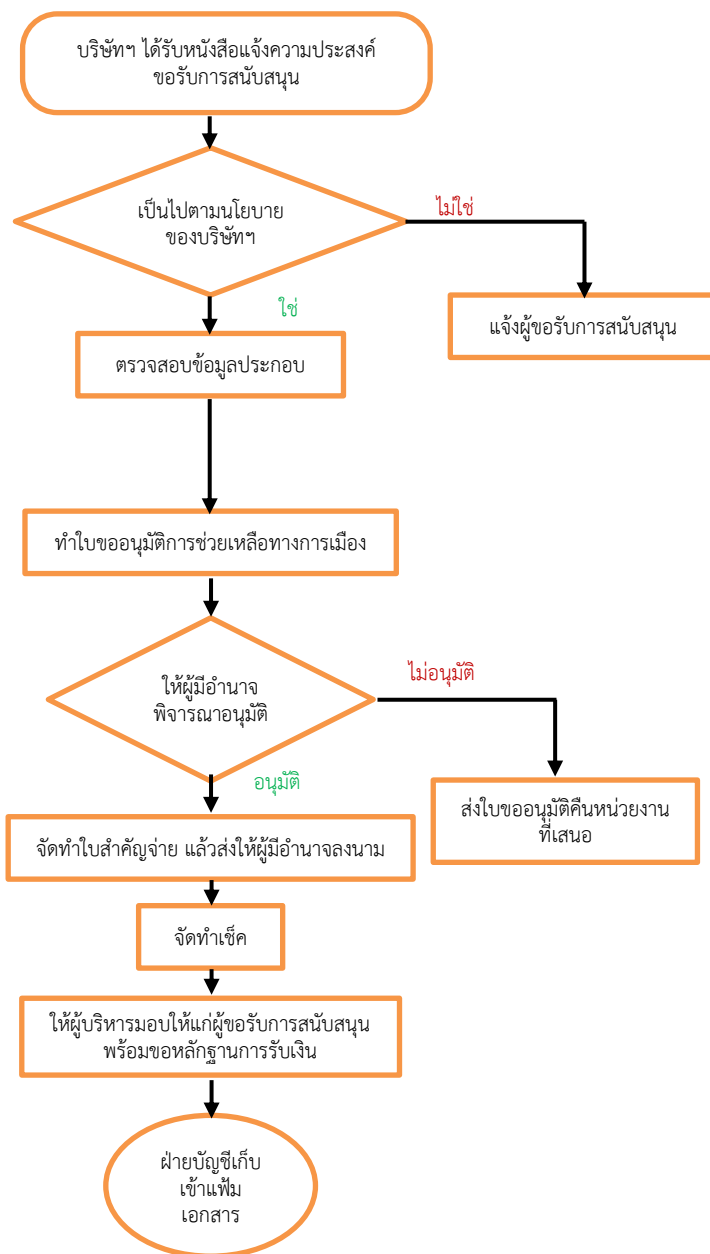 บริษัทฯ ได้รับหนังสือแจ้งความประสงค์
ขอรับการสนับสนุน
เป็นไปตามนโยบาย
ของบริษัทฯ
ไม่ใช่
ใช่
แจ้งผู้ขอรับการสนับสนุน
ตรวจสอบข้อมูลประกอบ
ทำใบขออนุมัติการช่วยเหลือทางการเมือง
ให้ผู้มีอำนาจ
พิจารณาอนุมัติ
ไม่อนุมัติ
อนุมัติ
ส่งใบขออนุมัติคืนหน่วยงาน
ที่เสนอ
จัดทำใบสำคัญจ่าย แล้วส่งให้ผู้มีอำนาจลงนาม
จัดทำเช็ค
ให้ผู้บริหารมอบให้แก่ผู้ขอรับการสนับสนุน
พร้อมขอหลักฐานการรับเงิน
ฝ่ายบัญชีเก็บ
เข้าแฟ้ม
เอกสาร